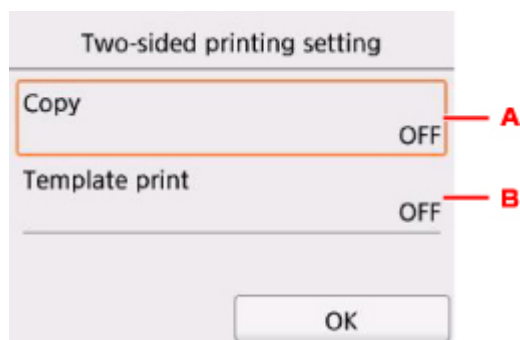 Two-sided printing setting
Copy
OFF
A
Template print
OFF
B
OK